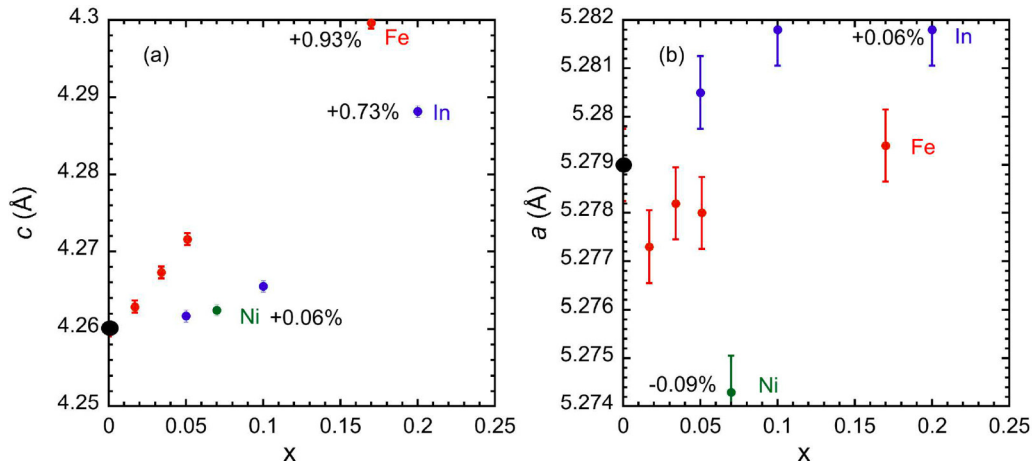 4.3
(a)
+0.93%
Fe
4.29
+0.73%
In
4.28
c (Å)
4.27
4.26
Ni +0.06%
4.25
0 0.05 0.1 0.15 0.2 0.25
x
5.282
(b)
+0.06%
In
5.281
5.28
Fe
5.279
a (Å)
5.278
5.277
5.276
5.275
-0.09%
Ni
5.274
0 0.05 0.1 0.15 0.2 0.25
x